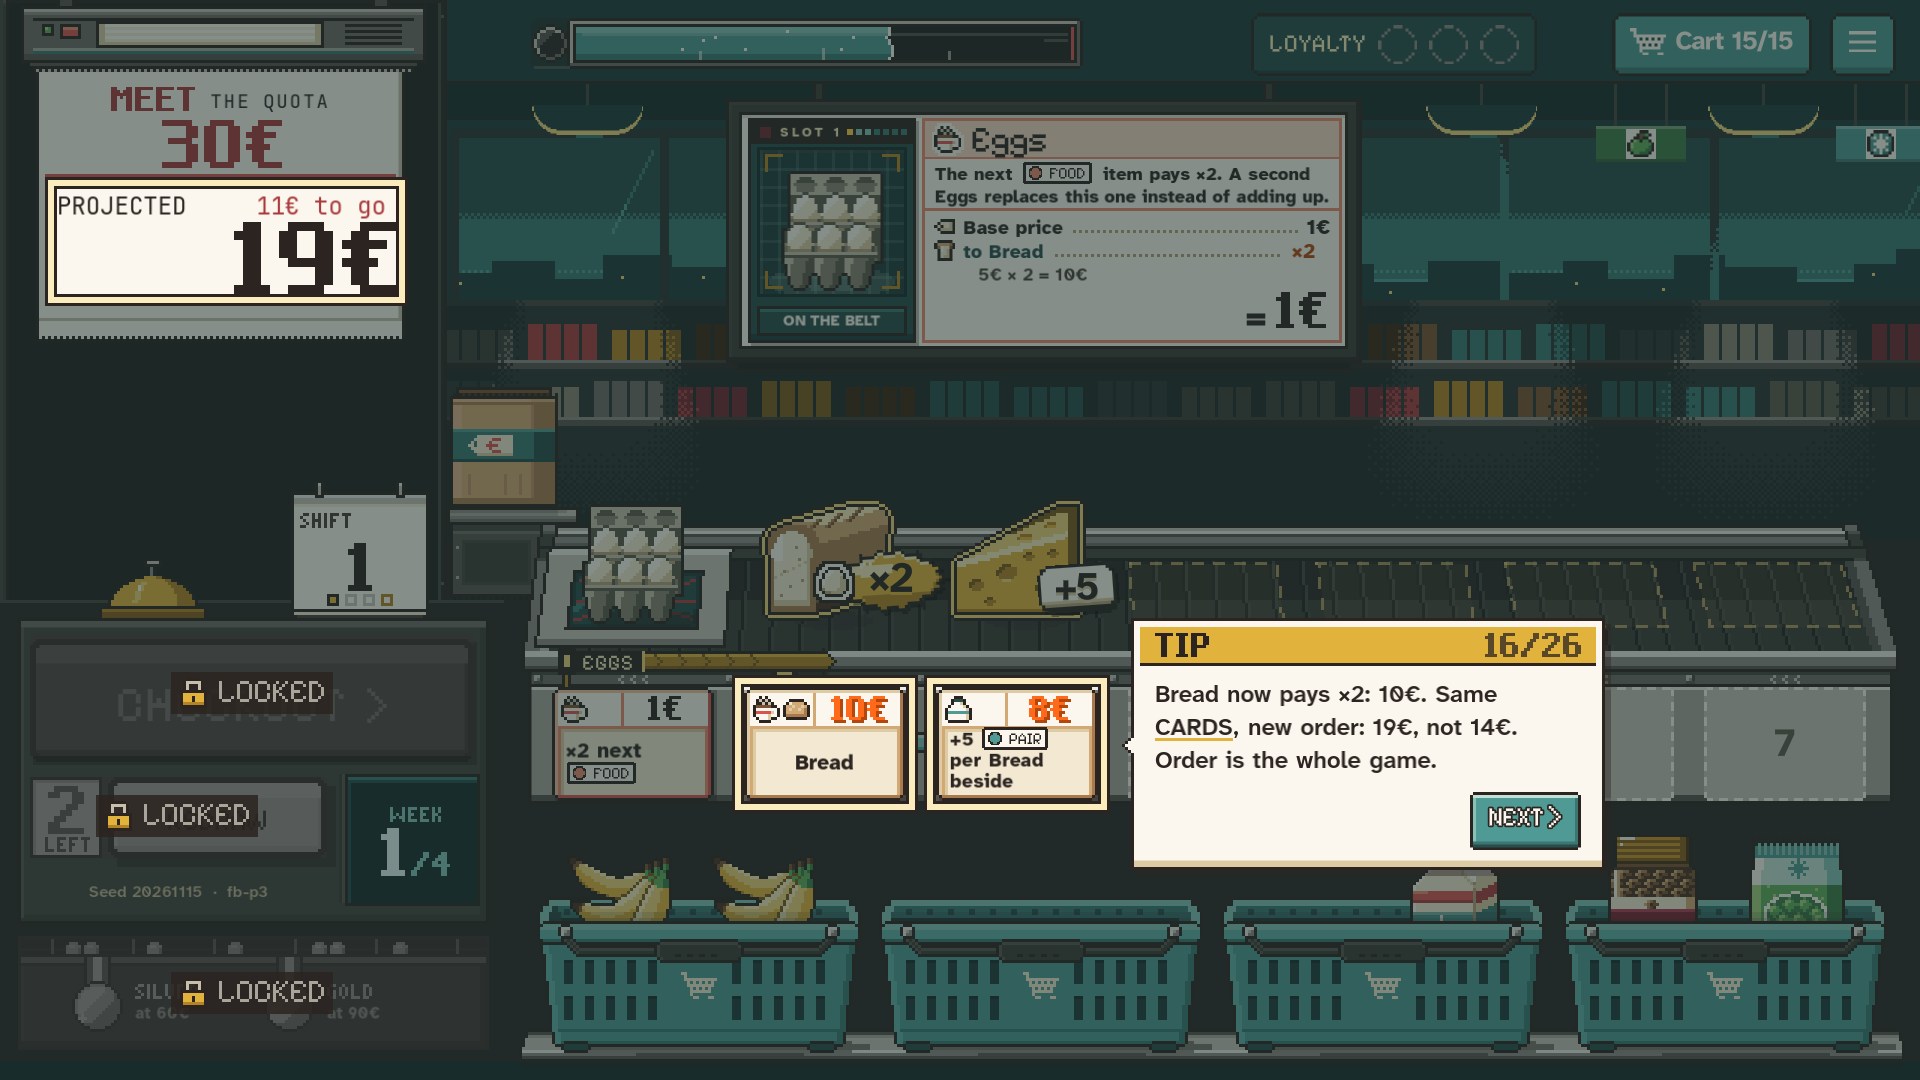 MEET THE QUOTA
30€
PROJECTED 11€ to go
19€
LOYALTY
Cart 15/15
SLOT 1
ON THE BELT
Eggs
The next FOOD item pays ×2. A second
Eggs replaces this one instead of adding up.
Base price 1€
to Bread ×2
5€ × 2 = 10€
= 1€
€
SHIFT
1
×2
+5
EGGS
LOCKED
2 LEFT
LOCKED
WEEK
1/4
Seed 20261115 · fb-p3
LOCKED
at 60€
GOLD
at 90€
1€
×2 next
FOOD
10€
Bread
8€
+5 PAIR
per Bread
beside
TIP 16/26
Bread now pays ×2: 10€. Same
CARDS, new order: 19€, not 14€.
Order is the whole game.
NEXT >
7